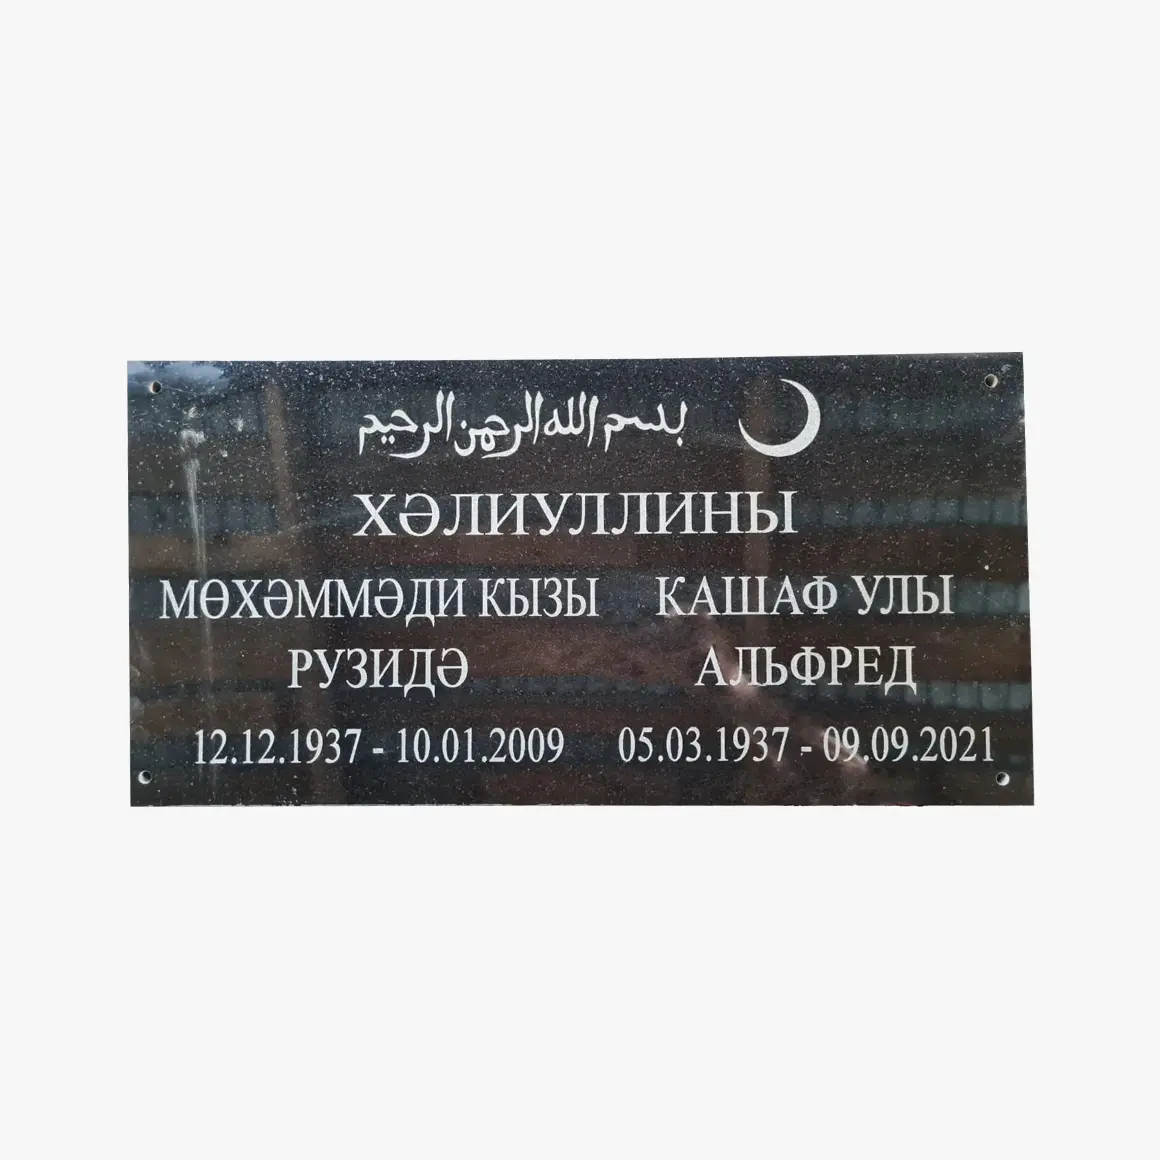 بسم الله الرحمن الرحيم
ХӘЛИУЛЛИНЫ
МӨХӘММӘДИ КЫЗЫ КАШАФ УЛЫ
РУЗИДӘ АЛЬФРЕД
12.12.1937 - 10.01.2009 05.03.1937 - 09.09.2021